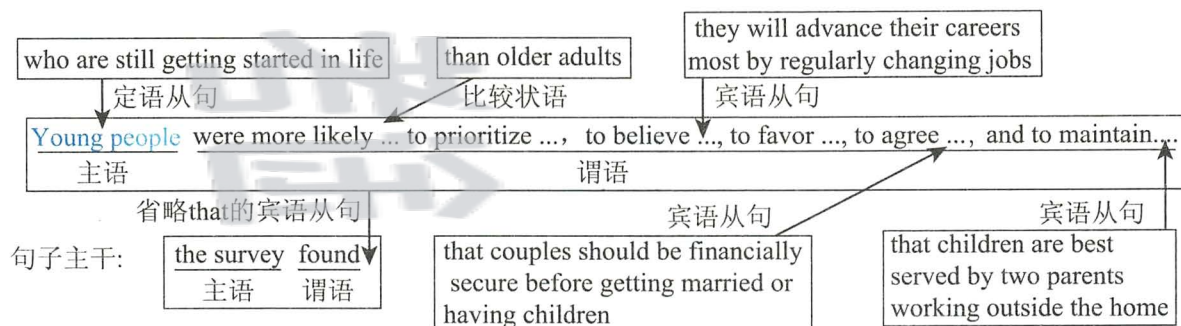 they will advance their careers
most by regularly changing jobs
who are still getting started in life
than older adults
定语从句
比较状语
宾语从句
Young people were more likely ... to prioritize ..., to believe ..., to favor ..., to agree ..., and to maintain....
主语
谓语
省略that的宾语从句
宾语从句
宾语从句
句子主干:
the survey found
主语 谓语
that couples should be financially
secure before getting married or
having children
that children are best
served by two parents
working outside the home